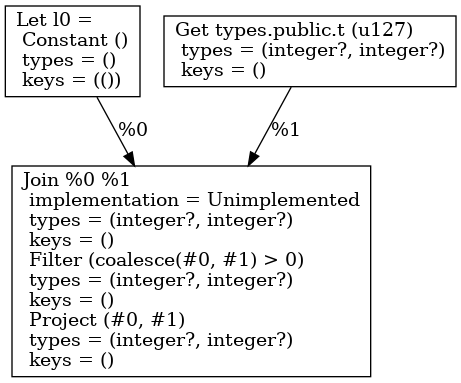 Let l0 =
Constant ()
types = ()
keys = (())
Get types.public.t (u127)
types = (integer?, integer?)
keys = ()
%0
%1
Join %0 %1
implementation = Unimplemented
types = (integer?, integer?)
keys = ()
Filter (coalesce(#0, #1) > 0)
types = (integer?, integer?)
keys = ()
Project (#0, #1)
types = (integer?, integer?)
keys = ()